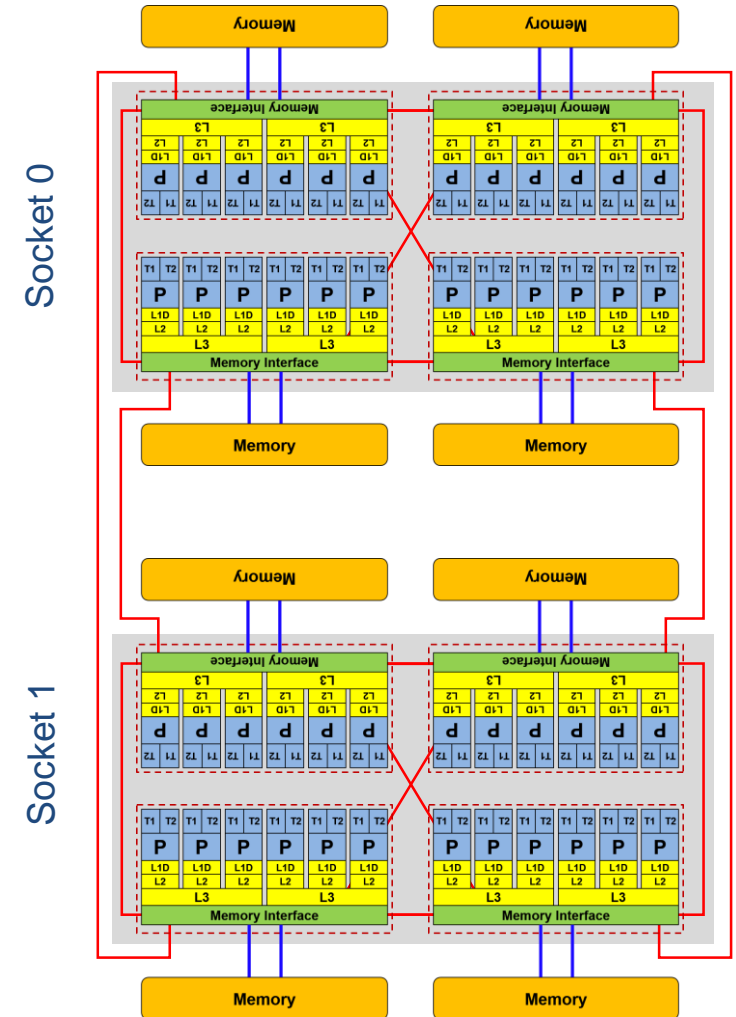 Socket 0
Memory Memory
Memory Interface Memory Interface
L3 L3 L3 L3
L2 L2 L2 L2 L2 L2 L2 L2 L2 L2 L2 L2
L1D L1D L1D L1D L1D L1D L1D L1D L1D L1D L1D L1D
P P P P P P P P P P P P
T2 T1 T2 T1 T2 T1 T2 T1 T2 T1 T2 T1 T2 T1 T2 T1 T2 T1 T2 T1 T2 T1 T2 T1
T1 T2 T1 T2 T1 T2 T1 T2 T1 T2 T1 T2 T1 T2 T1 T2 T1 T2 T1 T2 T1 T2 T1 T2
P P P P P P P P P P P P
L1D L1D L1D L1D L1D L1D L1D L1D L1D L1D L1D L1D
L2 L2 L2 L2 L2 L2 L2 L2 L2 L2 L2 L2
L3 L3 L3 L3
Memory Interface Memory Interface
Memory Memory
Socket 1
Memory Memory
Memory Interface Memory Interface
L3 L3 L3 L3
L2 L2 L2 L2 L2 L2 L2 L2 L2 L2 L2 L2
L1D L1D L1D L1D L1D L1D L1D L1D L1D L1D L1D L1D
P P P P P P P P P P P P
T2 T1 T2 T1 T2 T1 T2 T1 T2 T1 T2 T1 T2 T1 T2 T1 T2 T1 T2 T1 T2 T1 T2 T1
T1 T2 T1 T2 T1 T2 T1 T2 T1 T2 T1 T2 T1 T2 T1 T2 T1 T2 T1 T2 T1 T2 T1 T2
P P P P P P P P P P P P
L1D L1D L1D L1D L1D L1D L1D L1D L1D L1D L1D L1D
L2 L2 L2 L2 L2 L2 L2 L2 L2 L2 L2 L2
L3 L3 L3 L3
Memory Interface Memory Interface
Memory Memory